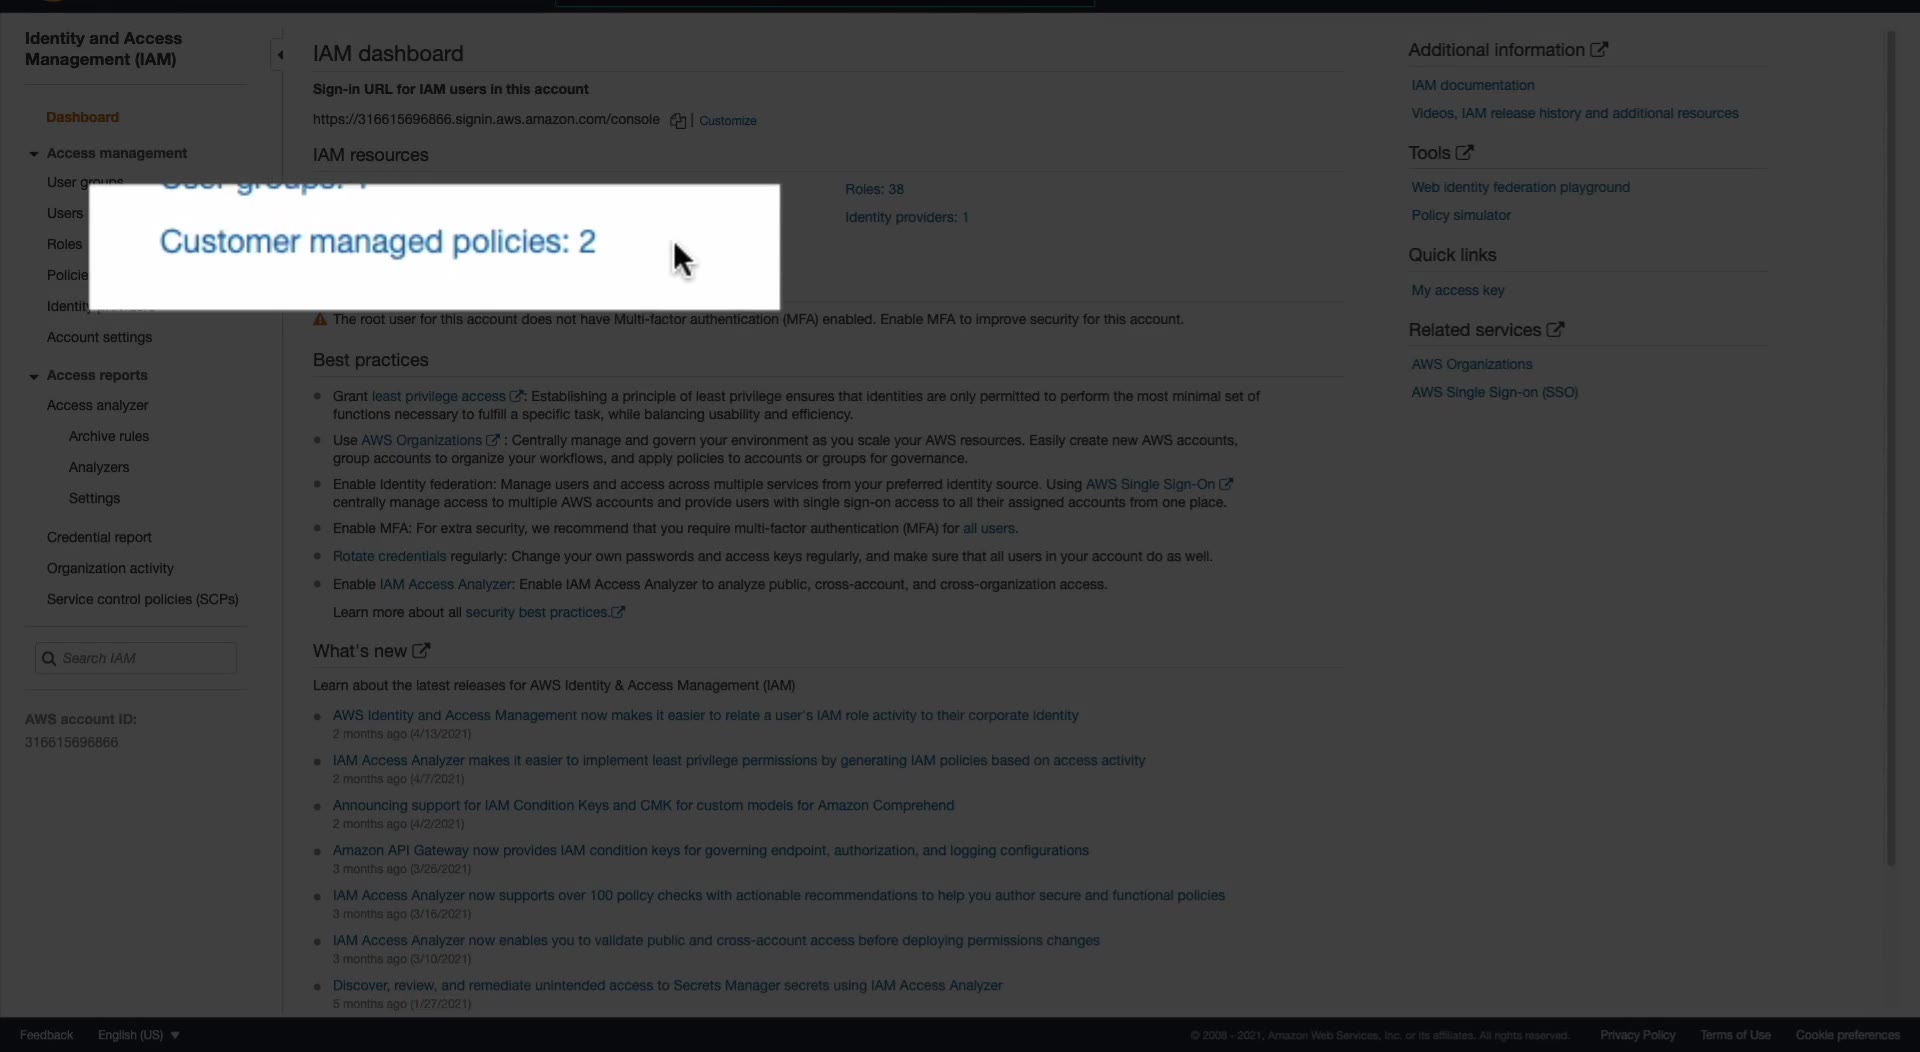 Identity and Access
Management (IAM)
Dashboard
Access management
User groups
Users
Roles
Policie
Identity
Account settings
Access reports
Access analyzer
Archive rules
Analyzers
Settings
Credential report
Organization activity
Service control policies (SCPs)
Search IAM
AWS account ID:
316615696866
IAM dashboard
Sign-in URL for IAM users in this account
https://316615696866.signin.aws.amazon.com/console | Customize
IAM resources
User groups:
Customer managed policies: 2
Roles: 38
Identity providers: 1
The root user for this account does not have Multi-factor authentication (MFA) enabled. Enable MFA to improve security for this account.
Best practices
Grant least privilege access : Establishing a principle of least privilege ensures that identities are only permitted to perform the most minimal set of
functions necessary to fulfill a specific task, while balancing usability and efficiency.
Use AWS Organizations : Centrally manage and govern your environment as you scale your AWS resources. Easily create new AWS accounts,
group accounts to organize your workflows, and apply policies to accounts or groups for governance.
Enable Identity federation: Manage users and access across multiple services from your preferred identity source. Using AWS Single Sign-On
centrally manage access to multiple AWS accounts and provide users with single sign-on access to all their assigned accounts from one place.
Enable MFA: For extra security, we recommend that you require multi-factor authentication (MFA) for all users.
Rotate credentials regularly: Change your own passwords and access keys regularly, and make sure that all users in your account do as well.
Enable IAM Access Analyzer: Enable IAM Access Analyzer to analyze public, cross-account, and cross-organization access.
Learn more about all security best practices.
What's new
Learn about the latest releases for AWS Identity & Access Management (IAM)
AWS Identity and Access Management now makes it easier to relate a user's IAM role activity to their corporate identity
2 months ago (4/13/2021)
IAM Access Analyzer makes it easier to implement least privilege permissions by generating IAM policies based on access activity
2 months ago (4/7/2021)
Announcing support for IAM Condition Keys and CMK for custom models for Amazon Comprehend
2 months ago (4/2/2021)
Amazon API Gateway now provides IAM condition keys for governing endpoint, authorization, and logging configurations
3 months ago (3/26/2021)
IAM Access Analyzer now supports over 100 policy checks with actionable recommendations to help you author secure and functional policies
3 months ago (3/16/2021)
IAM Access Analyzer now enables you to validate public and cross-account access before deploying permissions changes
3 months ago (3/10/2021)
Discover, review, and remediate unintended access to Secrets Manager secrets using IAM Access Analyzer
5 months ago (1/27/2021)
Additional information
IAM documentation
Videos, IAM release history and additional resources
Tools
Web identity federation playground
Policy simulator
Quick links
My access key
Related services
AWS Organizations
AWS Single Sign-on (SSO)
Feedback
English (US)
© 2008 - 2021, Amazon Web Services, Inc. or its affiliates. All rights reserved.
Privacy Policy
Terms of Use
Cookie preferences